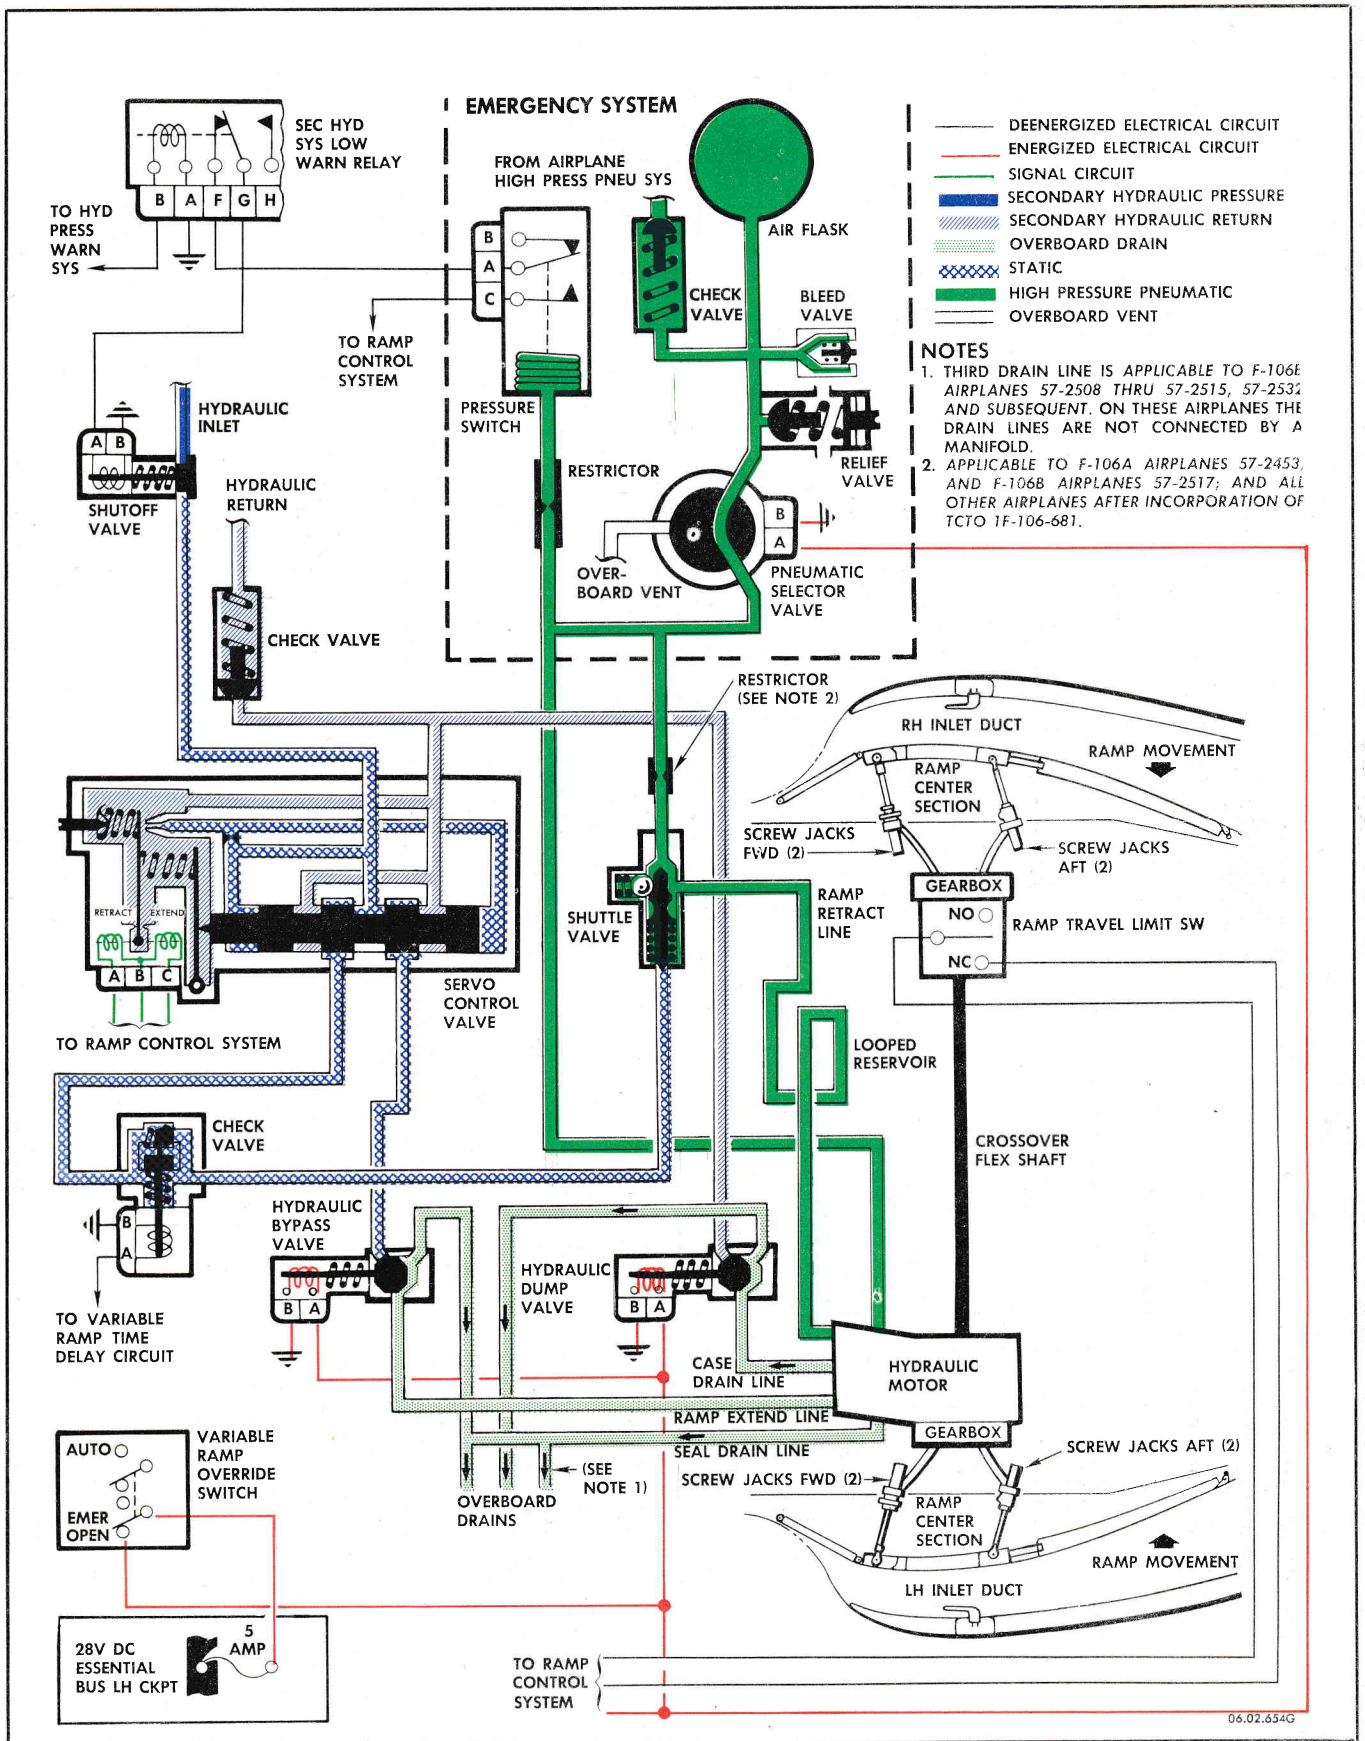 EMERGENCY SYSTEM
SEC HYD
SYS LOW
WARN RELAY
B A F G H
TO HYD
PRESS
WARN
SYS
FROM AIRPLANE
HIGH PRESS PNEU SYS
B
A
C
AIR FLASK
CHECK
VALVE
BLEED
VALVE
TO RAMP
CONTROL
SYSTEM
PRESSURE
SWITCH
RESTRICTOR
RELIEF
VALVE
B
A
OVER-
BOARD VENT
PNEUMATIC
SELECTOR
VALVE
DEENERGIZED ELECTRICAL CIRCUIT
ENERGIZED ELECTRICAL CIRCUIT
SIGNAL CIRCUIT
SECONDARY HYDRAULIC PRESSURE
SECONDARY HYDRAULIC RETURN
OVERBOARD DRAIN
STATIC
HIGH PRESSURE PNEUMATIC
OVERBOARD VENT
NOTES
1. THIRD DRAIN LINE IS APPLICABLE TO F-106B
AIRPLANES 57-2508 THRU 57-2515, 57-2532
AND SUBSEQUENT. ON THESE AIRPLANES THE
DRAIN LINES ARE NOT CONNECTED BY A
MANIFOLD.
2. APPLICABLE TO F-106A AIRPLANES 57-2453,
AND F-106B AIRPLANES 57-2517; AND ALL
OTHER AIRPLANES AFTER INCORPORATION OF
TCTO 1F-106-681.
HYDRAULIC
INLET
A B
SHUTOFF
VALVE
HYDRAULIC
RETURN
CHECK VALVE
RESTRICTOR
(SEE NOTE 2)
RH INLET DUCT
RAMP MOVEMENT
RAMP
CENTER
SECTION
SCREW JACKS
FWD (2)
SCREW JACKS
AFT (2)
GEARBOX
NO
RAMP TRAVEL LIMIT SW
NC
RETRACT EXTEND
A B C
SERVO
CONTROL
VALVE
TO RAMP CONTROL SYSTEM
SHUTTLE
VALVE
RAMP
RETRACT
LINE
LOOPED
RESERVOIR
CROSSOVER
FLEX SHAFT
CHECK
VALVE
B
A
TO VARIABLE
RAMP TIME
DELAY CIRCUIT
HYDRAULIC
BYPASS
VALVE
B A
HYDRAULIC
DUMP
VALVE
B A
CASE
DRAIN LINE
RAMP EXTEND LINE
SEAL DRAIN LINE
HYDRAULIC
MOTOR
GEARBOX
SCREW JACKS AFT (2)
SCREW JACKS FWD (2)
RAMP
CENTER
SECTION
RAMP MOVEMENT
LH INLET DUCT
(SEE
NOTE 1)
OVERBOARD
DRAINS
AUTO
EMER
OPEN
VARIABLE
RAMP
OVERRIDE
SWITCH
28V DC
ESSENTIAL
BUS LH CKPT
5
AMP
TO RAMP
CONTROL
SYSTEM
06.02.654G